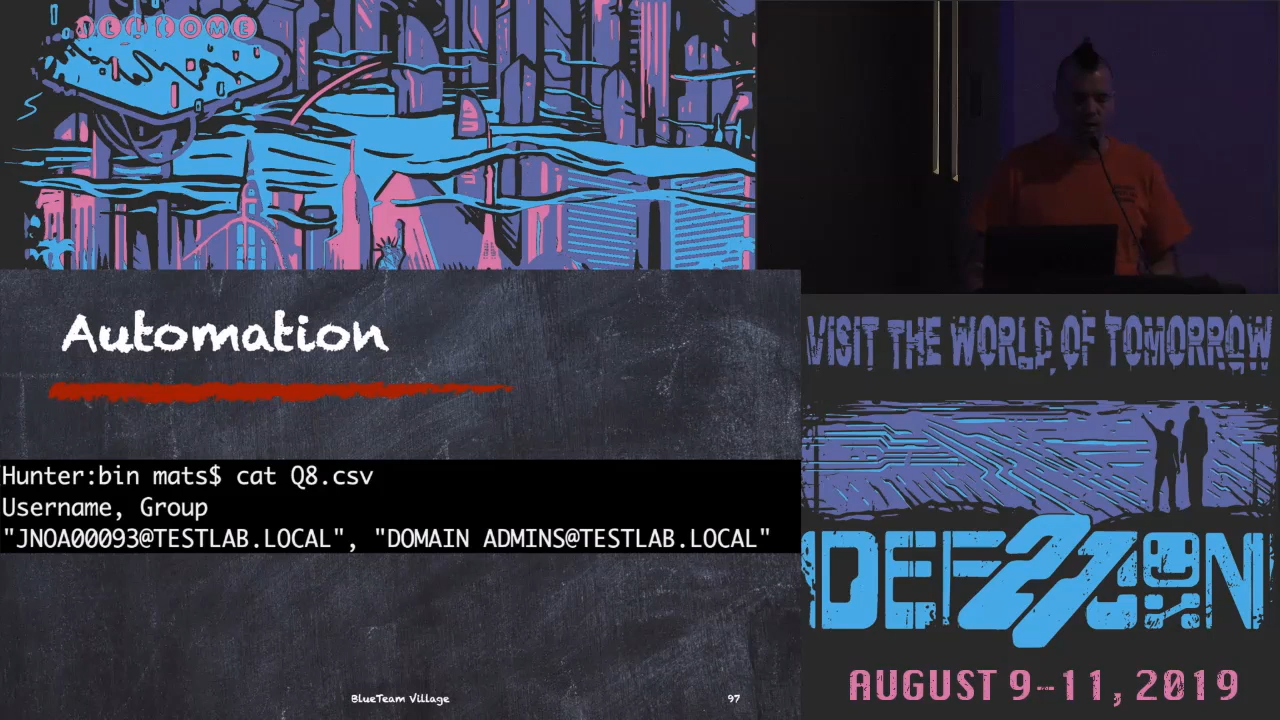 WELCOME
Automation
Hunter:bin mats$ cat Q8.csv
Username, Group
"JNOA00093@TESTLAB.LOCAL", "DOMAIN ADMINS@TESTLAB.LOCAL"
BlueTeam Village
97
VISIT THE WORLD OF TOMORROW
DEF27CON
AUGUST 9-11, 2019